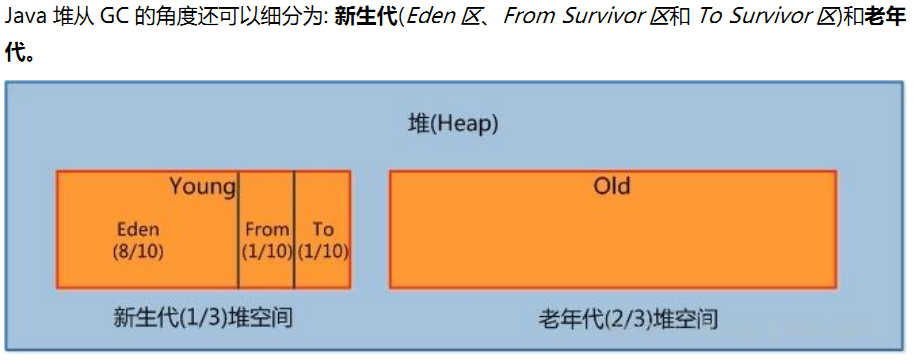 Java 堆从 GC 的角度还可以细分为: 新生代(Eden 区、From Survivor 区和 To Survivor 区)和老年
代。
堆(Heap)
Young
Old
Eden
From
To
(8/10)
(1/10)
(1/10)
新生代(1/3)堆空间
老年代(2/3)堆空间